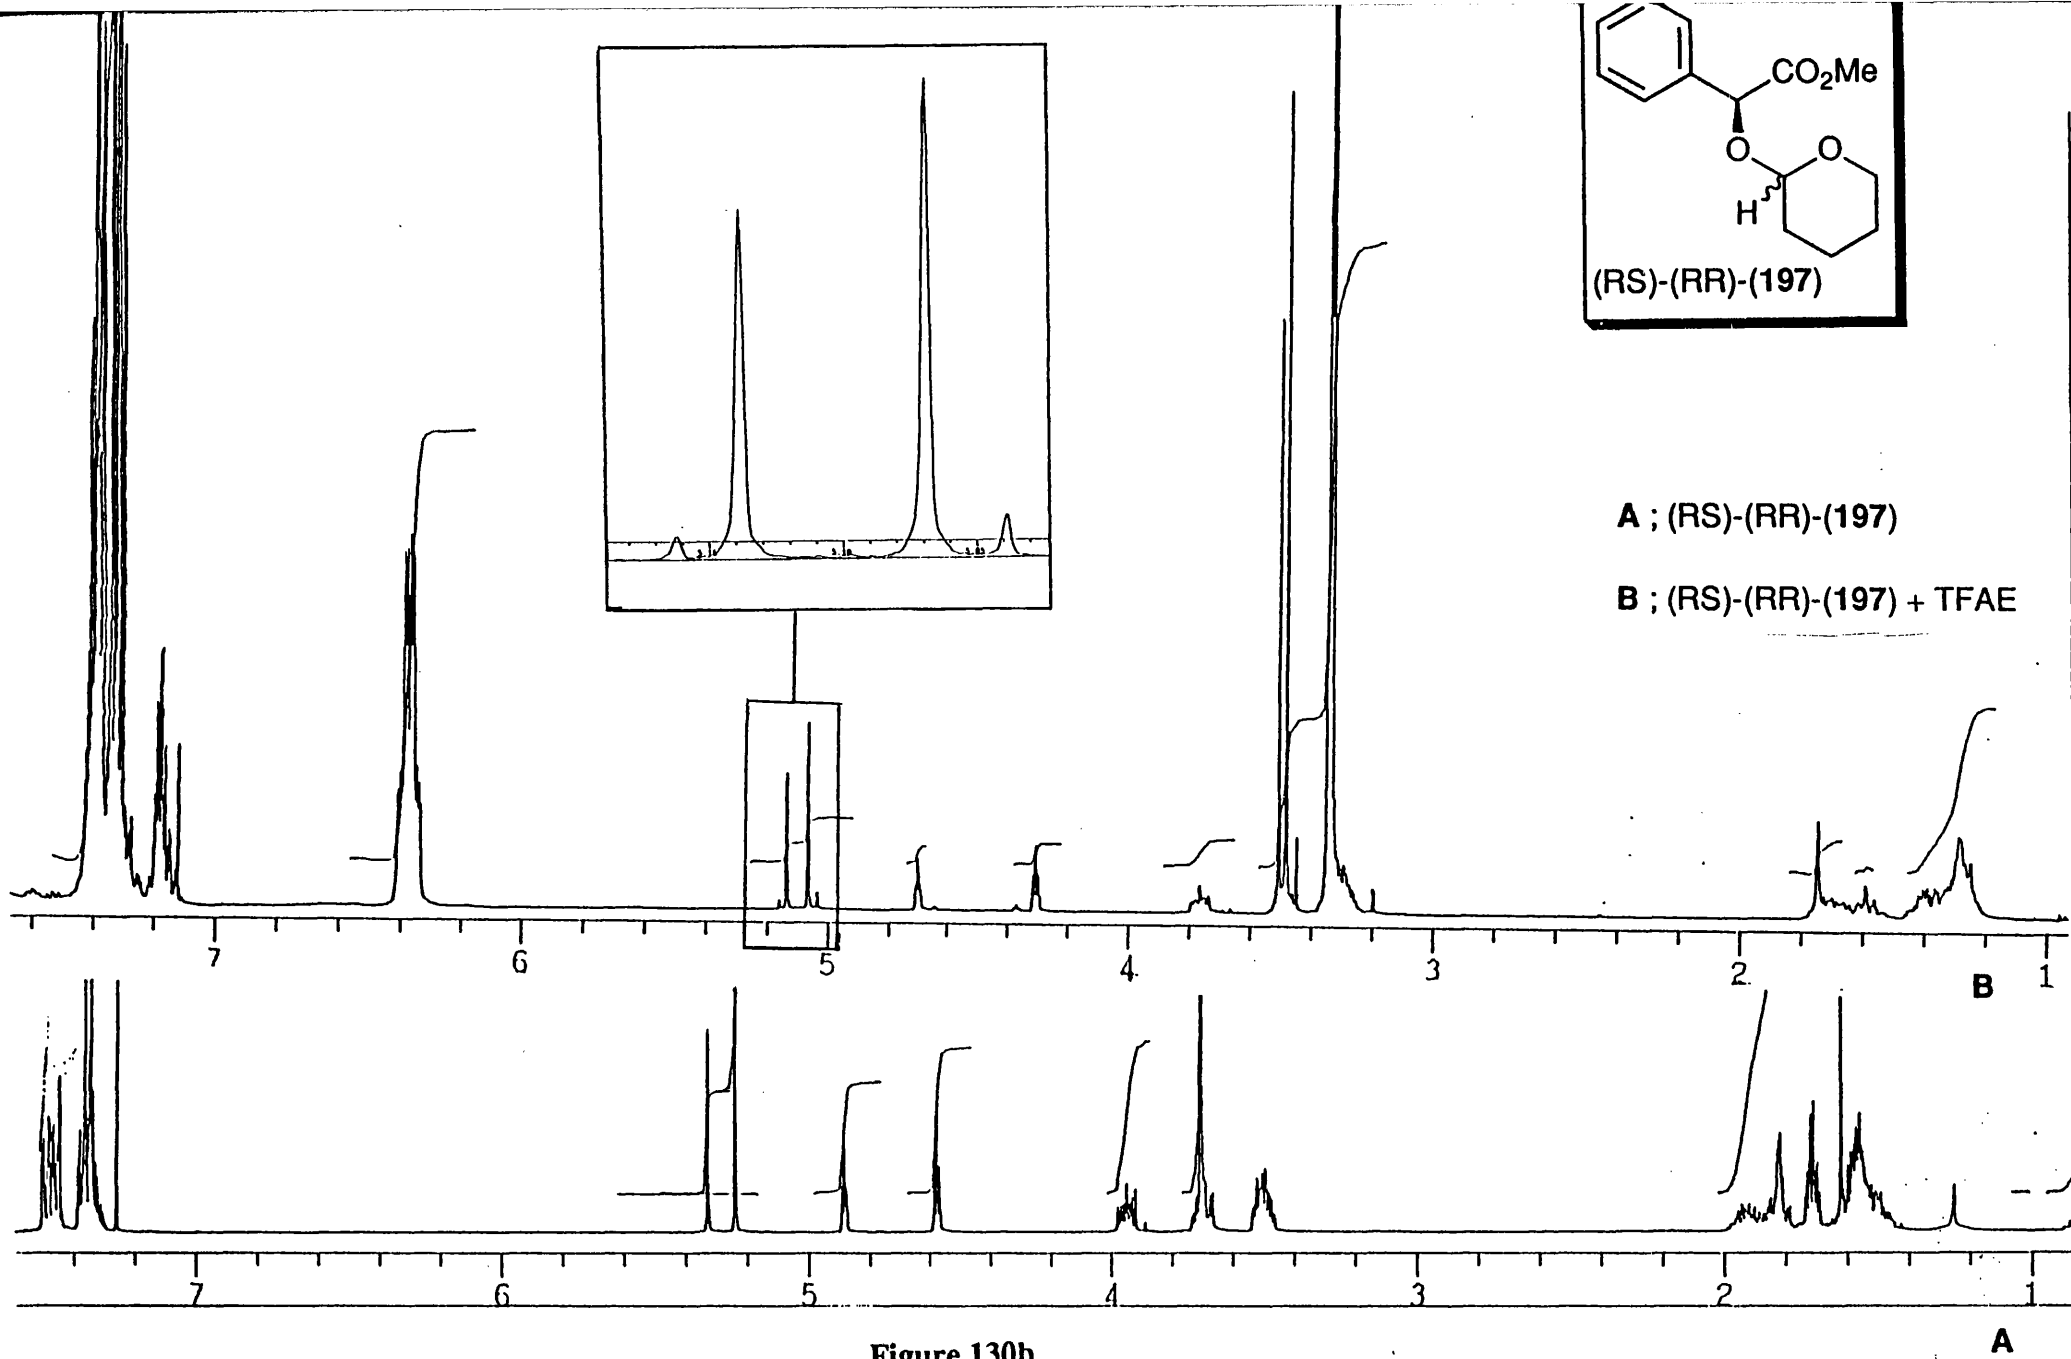 CO2Me
O
O
H
(RS)-(RR)-(197)
A ; (RS)-(RR)-(197)
B ; (RS)-(RR)-(197) + TFAE
7 6 5 4 3 2 1
B
7 6 5 4 3 2 1
A
Figure 130b